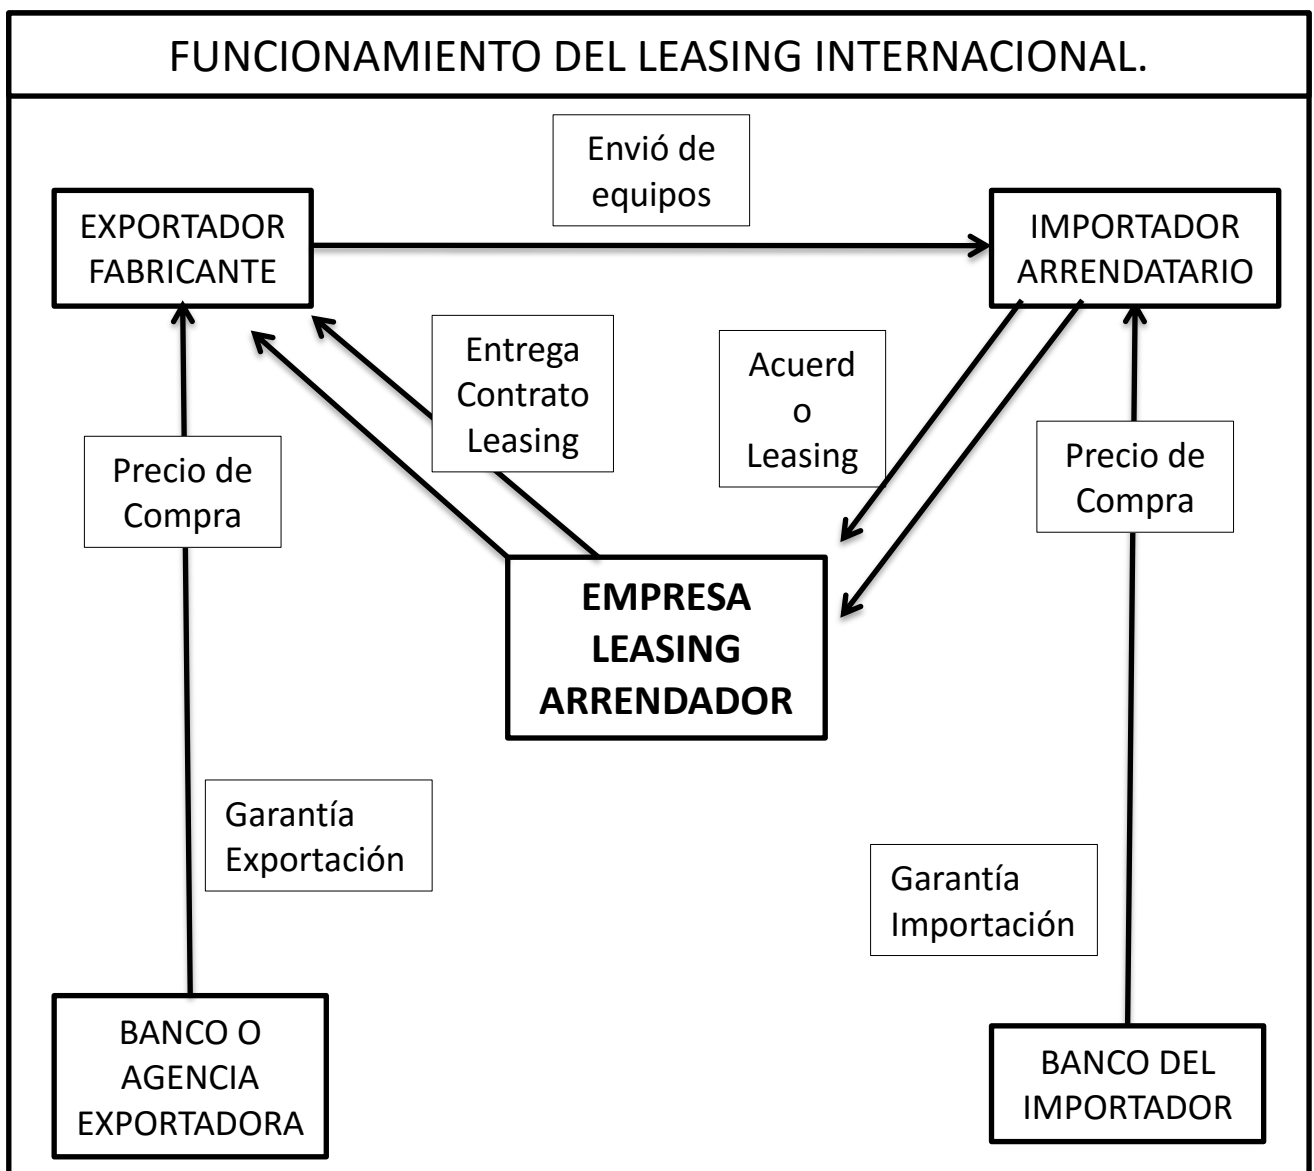 FUNCIONAMIENTO DEL LEASING INTERNACIONAL.
Envió de
equipos
EXPORTADOR
FABRICANTE
IMPORTADOR
ARRENDATARIO
Entrega
Contrato
Leasing
Acuerd
o
Leasing
Precio de
Compra
Precio de
Compra
EMPRESA
LEASING
ARRENDADOR
Garantía
Exportación
Garantía
Importación
BANCO O
AGENCIA
EXPORTADORA
BANCO DEL
IMPORTADOR